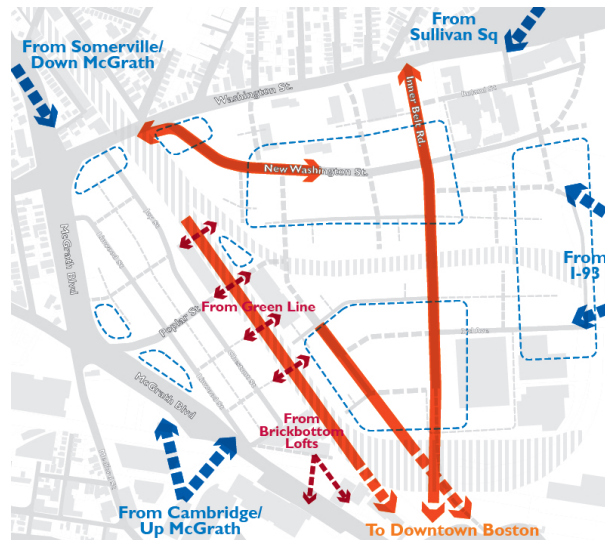 From Somerville/
Down McGrath
From
Sullivan Sq
Washington St.
Inner Belt Rd.
New Washington St.
McGrath Blvd
From
I-93
From Green Line
Poplar St.
McGrath Blvd
From
Brickbottom
Lofts
From Cambridge/
Up McGrath
To Downtown Boston